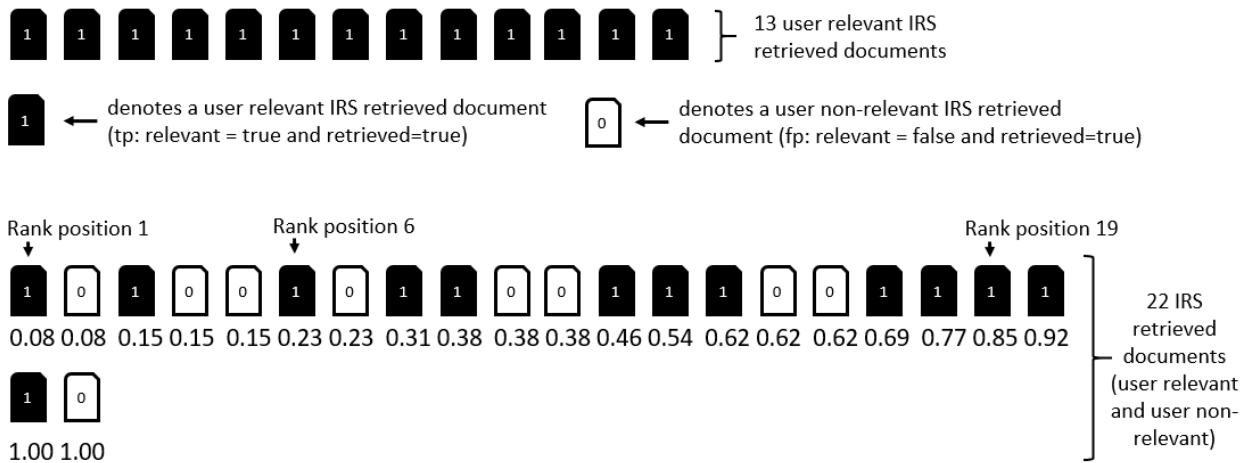 1 1 1 1 1 1 1 1 1 1 1 1 1
13 user relevant IRS
retrieved documents
1
denotes a user relevant IRS retrieved document
(tp: relevant = true and retrieved=true)
0
denotes a user non-relevant IRS retrieved
document (fp: relevant = false and retrieved=true)
Rank position 1
Rank position 6
Rank position 19
1 0 1 0 0 1 0 1 1 0 0 1 1 1 0 0 1 1 1 1
0.08 0.08 0.15 0.15 0.15 0.23 0.23 0.31 0.38 0.38 0.38 0.46 0.54 0.62 0.62 0.62 0.69 0.77 0.85 0.92
1 0
1.00 1.00
22 IRS
retrieved
documents
(user relevant
and user non-
relevant)